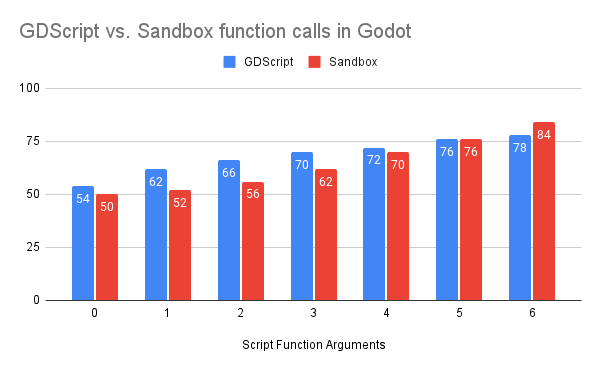 GDScript vs. Sandbox function calls in Godot
GDScript Sandbox
100
75
50
25
0
54 50 62 52 66 56 70 62 72 70 76 76 78 84
0 1 2 3 4 5 6
Script Function Arguments